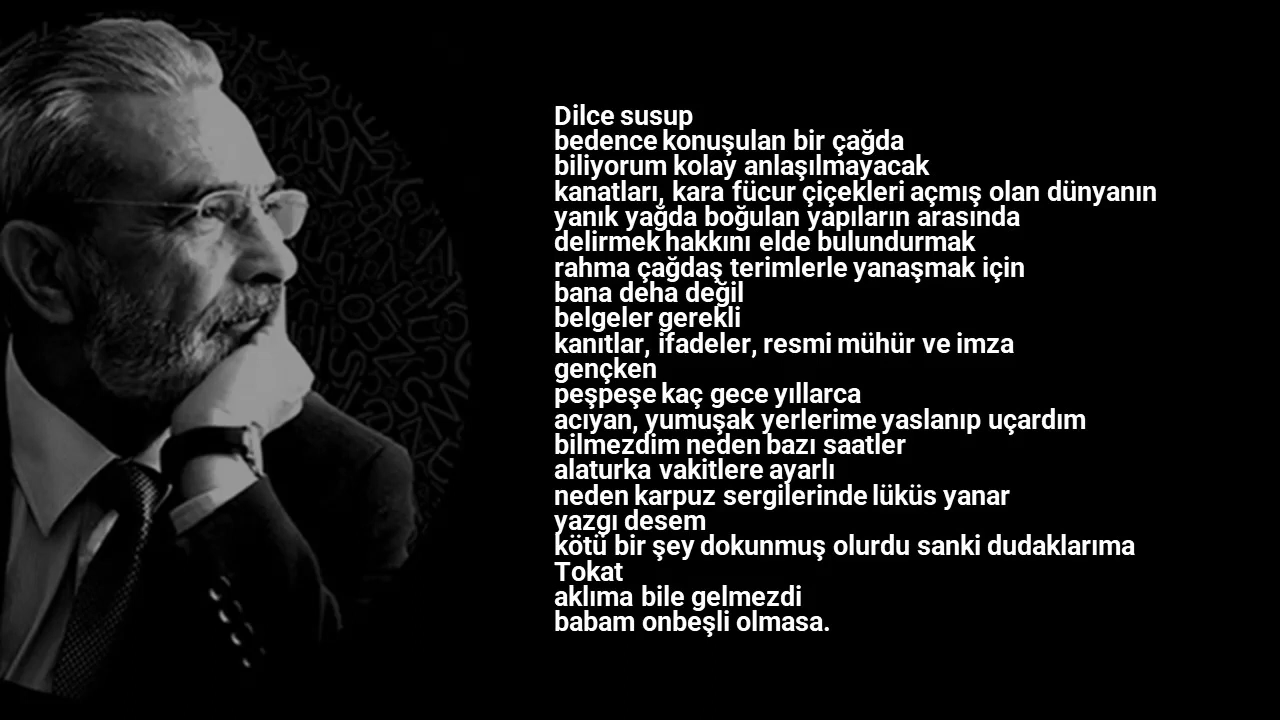 Dilce susup
bedence konuşulan bir çağda
biliyorum kolay anlaşılmayacak
kanatları, kara fücur çiçekleri açmış olan dünyanın
yanık yağda boğulan yapıların arasında
delirmek hakkını elde bulundurmak
rahma çağdaş terimlerle yanaşmak için
bana deha değil
belgeler gerekli
kanıtlar, ifadeler, resmi mühür ve imza
gençken
peşpeşe kaç gece yıllarca
acıyan, yumuşak yerlerime yaslanıp uçardım
bilmezdim neden bazı saatler
alaturka vakitlere ayarlı
neden karpuz sergilerinde lüküs yanar
yazgı desem
kötü bir şey dokunmuş olurdu sanki dudaklarıma
Tokat
aklıma bile gelmezdi
babam onbeşli olmasa.